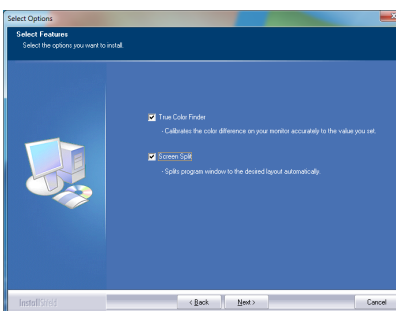 Select Options
Select Features
Select the options you want to install.
True Color Finder
- Calibrates the color difference on your monitor accurately to the value you set.
Screen Split
- Splits program window to the desired layout automatically.
InstallShield
< Back
Next >
Cancel